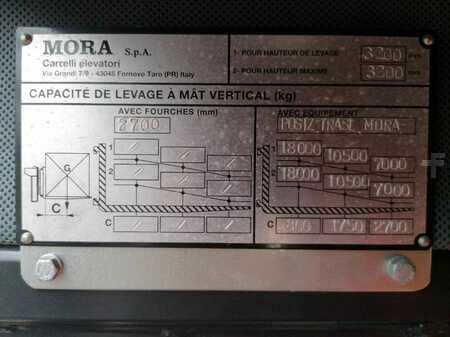 MORA S.p.A.
Carrelli elevatori
Via Grandi 7/9 - 43045 Fornovo Taro (PR) Italy
1- POUR HAUTEUR DE LEVAGE 3200 mm
2- POUR HAUTEUR MAXIME 3200 mm
CAPACITÉ DE LEVAGE À MÂT VERTICAL (kg)
AVEC FOURCHES (mm)
2700
AVEC EQUIPEMENT
POSIZ.TRASL.MORA
1
18000 10500 7000
2
18000 10500 7000
G
C
C
C 1750 2700